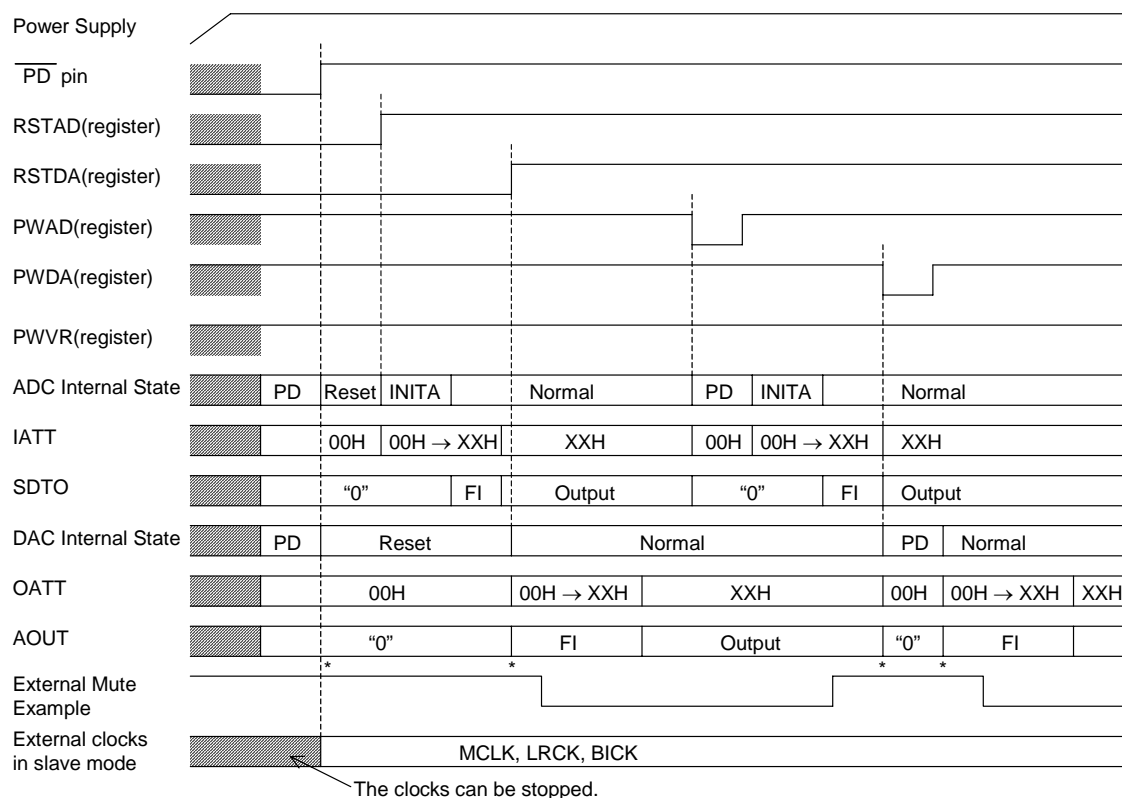 Power Supply
PD pin
RSTAD(register)
RSTDA(register)
PWAD(register)
PWDA(register)
PWVR(register)
ADC Internal State PD Reset INITA Normal PD INITA Normal
IATT 00H 00H → XXH XXH 00H 00H → XXH XXH
SDTO “0” FI Output “0” FI Output
DAC Internal State PD Reset Normal PD Normal
OATT 00H 00H → XXH XXH 00H 00H → XXH XXH
AOUT “0” FI Output “0” FI
* * * *
External Mute
Example
External clocks
in slave mode
MCLK, LRCK, BICK
The clocks can be stopped.